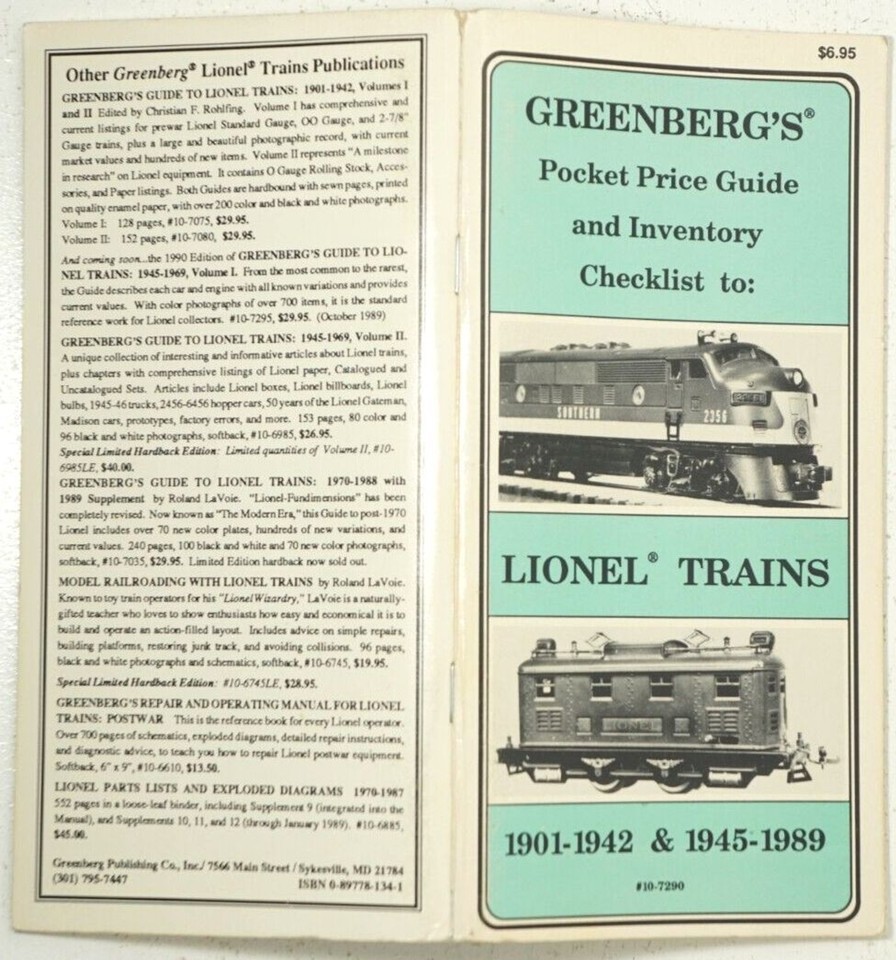 Other Greenberg® Lionel® Trains Publications
GREENBERG'S GUIDE TO LIONEL TRAINS: 1901-1942, Volumes I
and II Edited by Christian F. Rohlfing. Volume I has comprehensive and
current listings for prewar Lionel Standard Gauge, OO Gauge, and 2-7/8"
Gauge trains, plus a large and beautiful photographic record, with current
market values and hundreds of new items. Volume II represents "A milestone
in research" on Lionel equipment. It contains O Gauge Rolling Stock, Acces-
sories, and Paper listings. Both Guides are hardbound with sewn pages, printed
on quality enamel paper, with over 200 color and black and white photographs.
Volume I: 128 pages, #10-7075, $29.95.
Volume II: 152 pages, #10-7080, $29.95.
And coming soon...the 1990 Edition of GREENBERG'S GUIDE TO LIO-
NEL TRAINS: 1945-1969, Volume I. From the most common to the rarest,
the Guide describes each car and engine with all known variations and provides
current values. With color photographs of over 700 items, it is the standard
reference work for Lionel collectors. #10-7295, $29.95. (October 1989)
GREENBERG'S GUIDE TO LIONEL TRAINS: 1945-1969, Volume II.
A unique collection of interesting and informative articles about Lionel trains,
plus chapters with comprehensive listings of Lionel paper, Catalogued and
Uncatalogued Sets. Articles include Lionel boxes, Lionel billboards, Lionel
bulbs, 1945-46 trucks, 2456-6456 hopper cars, 50 years of the Lionel Gateman,
Madison cars, prototypes, factory errors, and more. 153 pages, 80 color and
96 black and white photographs, softback, #10-6985, $26.95.
Special Limited Hardback Edition: Limited quantities of Volume II, #10-
6985LE, $40.00.
GREENBERG'S GUIDE TO LIONEL TRAINS: 1970-1988 with
1989 Supplement by Roland LaVoie. "Lionel-Fundimensions" has been
completely revised. Now known as "The Modern Era," this Guide to post-1970
Lionel includes over 70 new color plates, hundreds of new variations, and
current values. 240 pages, 100 black and white and 70 new color photographs,
softback, #10-7035, $29.95. Limited Edition hardback now sold out.
MODEL RAILROADING WITH LIONEL TRAINS by Roland LaVoie.
Known to toy train operators for his "Lionel Wizardry," LaVoie is a naturally-
gifted teacher who loves to show enthusiasts how easy and economical it is to
build and operate an action-filled layout. Includes advice on simple repairs,
building platforms, restoring junk track, and avoiding collisions. 96 pages,
black and white photographs and schematics, softback, #10-6745, $19.95.
Special Limited Hardback Edition: #10-6745LE, $28.95.
GREENBERG'S REPAIR AND OPERATING MANUAL FOR LIONEL
TRAINS: POSTWAR This is the reference book for every Lionel operator.
Over 700 pages of schematics, exploded diagrams, detailed repair instructions,
and diagnostic advice, to teach you how to repair Lionel postwar equipment.
Softback, 6" x 9", #10-6610, $13.50.
LIONEL PARTS LISTS AND EXPLODED DIAGRAMS 1970-1987
552 pages in a loose-leaf binder, including Supplement 9 (integrated into the
Manual), and Supplements 10, 11, and 12 (through January 1989). #10-6885,
$45.00.
Greenberg Publishing Co., Inc./ 7566 Main Street / Sykesville, MD 21784
(301) 795-7447
ISBN 0-89778-134-1
$6.95
GREENBERG'S®
Pocket Price Guide
and Inventory
Checklist to:
SOUTHERN
2356
LIONEL® TRAINS
LIONEL
1901-1942 & 1945-1989
#10-7290